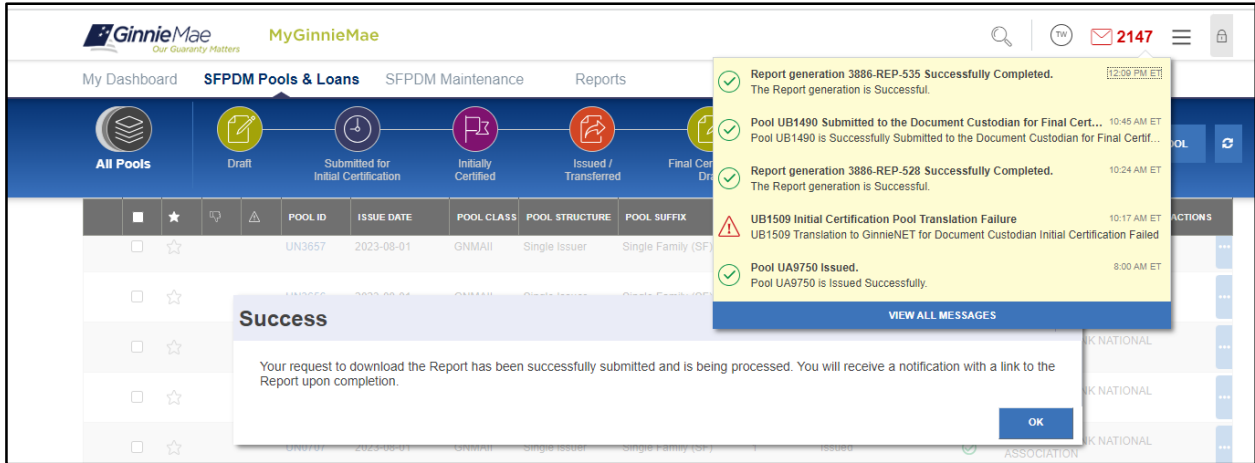 GinnieMae
Our Guaranty Matters
MyGinnieMae
TW
2147
My Dashboard SFPDM Pools & Loans SFPDM Maintenance Reports
All Pools
Draft
Submitted for
Initial Certification
Initially
Certified
Issued /
Transferred
Final Cer
Dra
OOL
Report generation 3886-REP-535 Successfully Completed. 12:09 PM ET
The Report generation is Successful.
Pool UB1490 Submitted to the Document Custodian for Final Cert... 10:45 AM ET
Pool UB1490 is Successfully Submitted to the Document Custodian for Final Certif...
Report generation 3886-REP-528 Successfully Completed. 10:24 AM ET
The Report generation is Successful.
UB1509 Initial Certification Pool Translation Failure 10:17 AM ET
UB1509 Translation to GinnieNET for Document Custodian Initial Certification Failed
Pool UA9750 Issued. 8:00 AM ET
Pool UA9750 is Issued Successfully.
VIEW ALL MESSAGES
POOL ID ISSUE DATE POOL CLASS POOL STRUCTURE POOL SUFFIX ACTIONS
UN3657 2023-08-01 GNMAII Single Issuer Single Family (SF)
Success
Your request to download the Report has been successfully submitted and is being processed. You will receive a notification with a link to the
Report upon completion.
OK
NK NATIONAL
NK NATIONAL
NK NATIONAL
ASSOCIATION